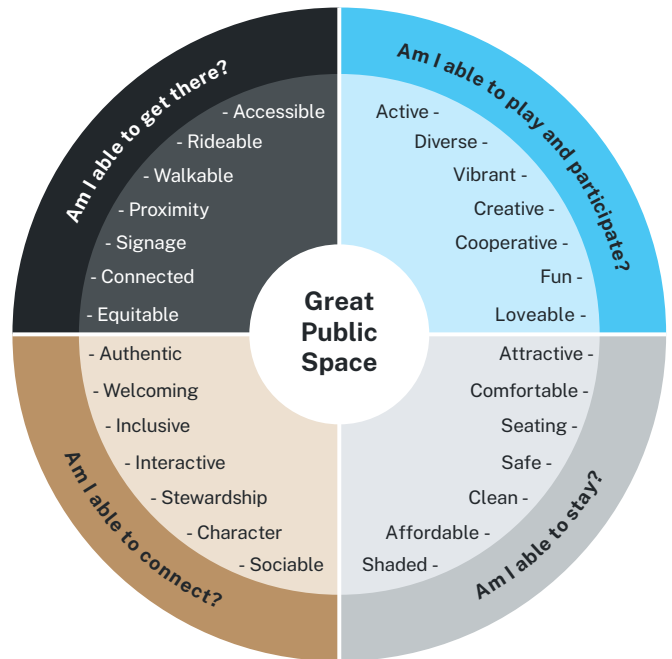 Am I able to get there?
- Accessible
- Rideable
- Walkable
- Proximity
- Signage
- Connected
- Equitable
Am I able to play and participate?
Active -
Diverse -
Vibrant -
Creative -
Cooperative -
Fun -
Loveable -
Great
Public
Space
- Authentic
- Welcoming
- Inclusive
- Interactive
- Stewardship
- Character
- Sociable
Am I able to connect?
Attractive -
Comfortable -
Seating -
Safe -
Clean -
Affordable -
Shaded -
Am I able to stay?